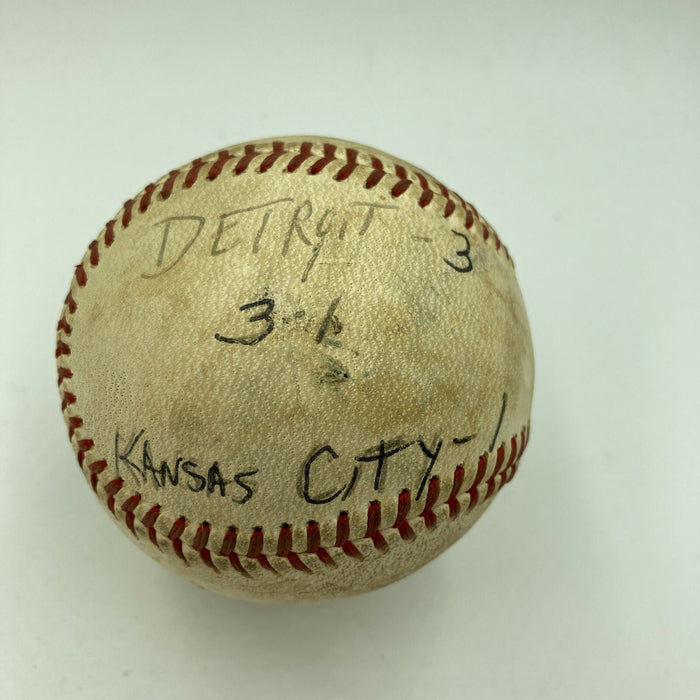 DETROIT - 3
3-1
KANSAS CITY-1